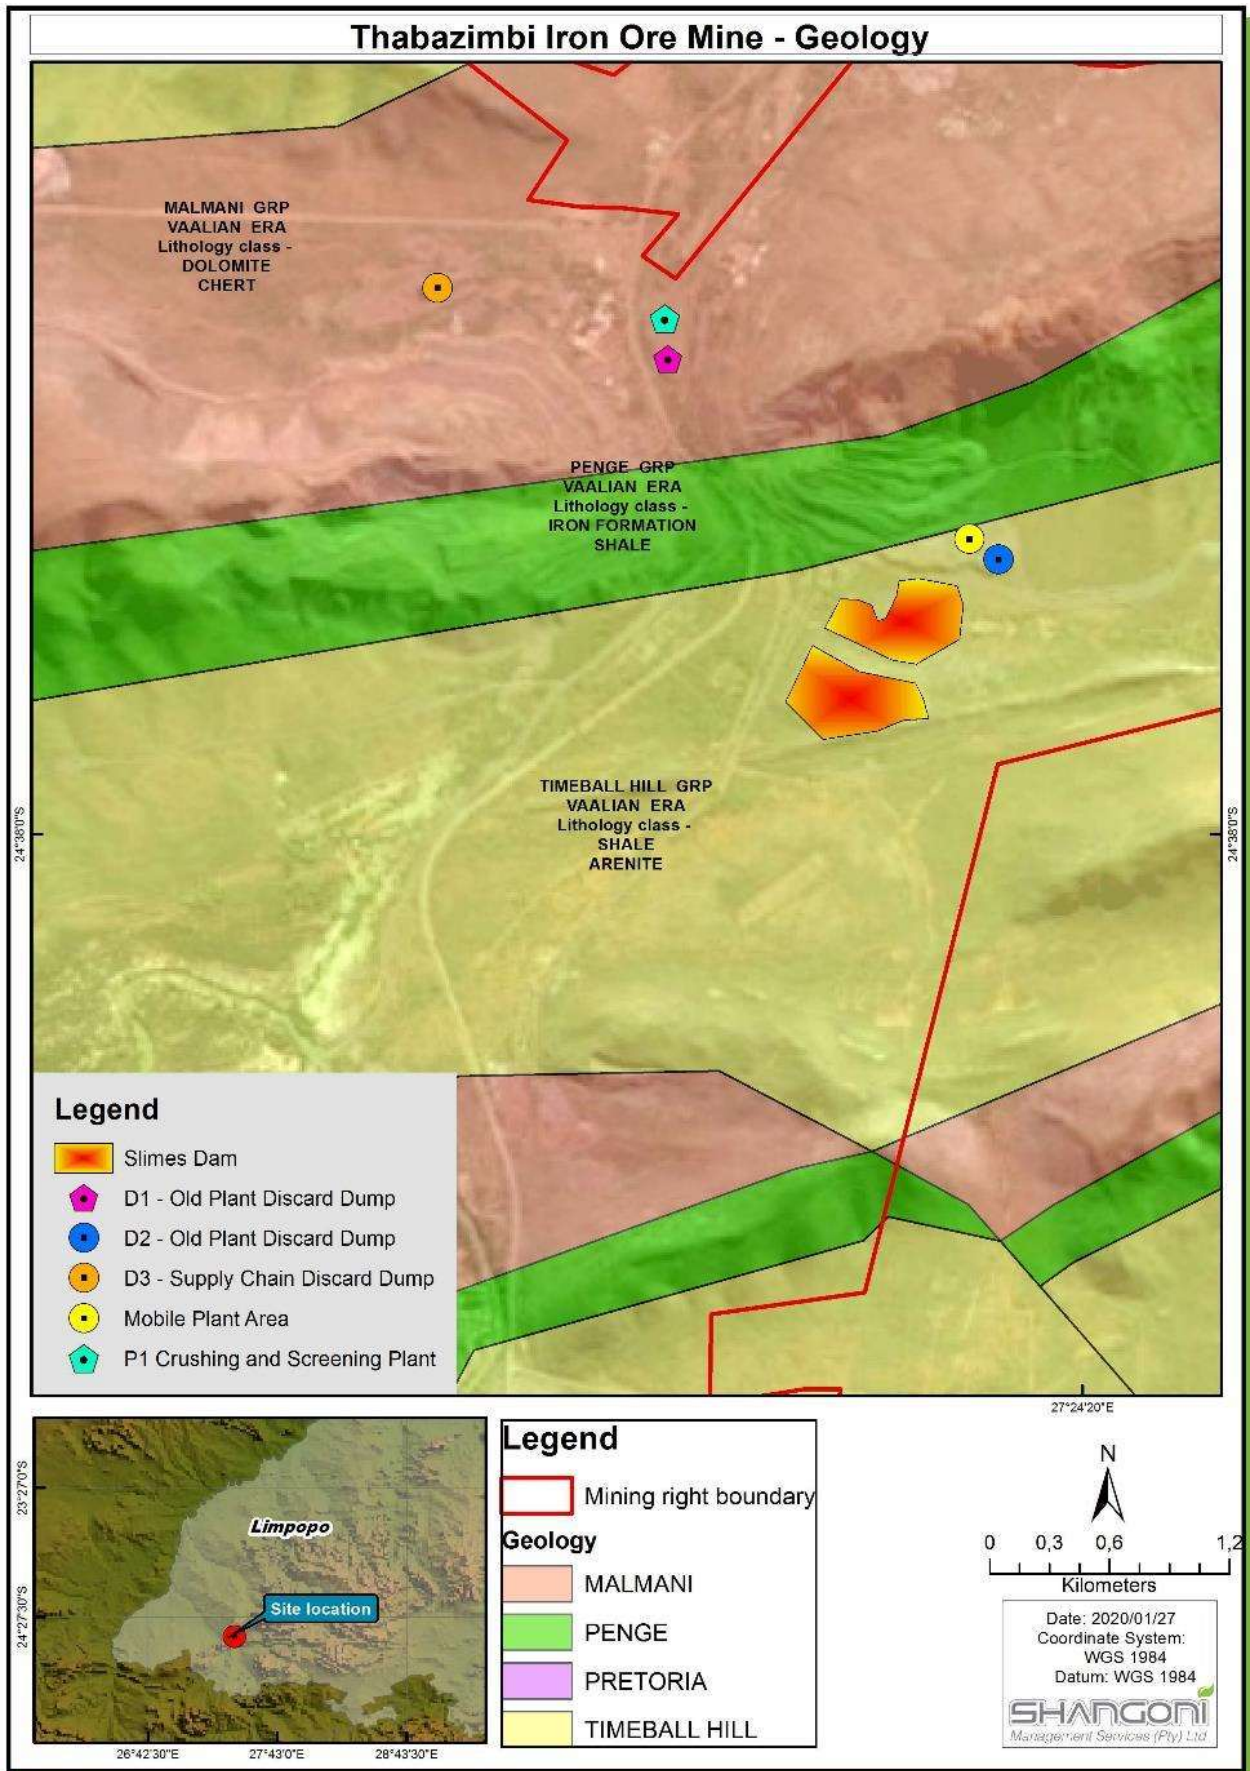 Thabazimbi Iron Ore Mine - Geology
MALMANI GRP
VAALIAN ERA
Lithology class -
DOLOMITE
CHERT
PENGE GRP
VAALIAN ERA
Lithology class -
IRON FORMATION
SHALE
TIMEBALL HILL GRP
VAALIAN ERA
Lithology class -
SHALE
ARENITE
24°38'0"S
24°38'0"S
27°24'20"E
Legend
Slimes Dam
D1 - Old Plant Discard Dump
D2 - Old Plant Discard Dump
D3 - Supply Chain Discard Dump
Mobile Plant Area
P1 Crushing and Screening Plant
23°27'0"S
24°27'30"S
Limpopo
Site location
26°42'30"E
27°43'0"E
28°43'30"E
Legend
Mining right boundary
Geology
MALMANI
PENGE
PRETORIA
TIMEBALL HILL
N
0 0,3 0,6 1,2
Kilometers
Date: 2020/01/27
Coordinate System:
WGS 1984
Datum: WGS 1984
SHANGONI
Management Services (Pty) Ltd